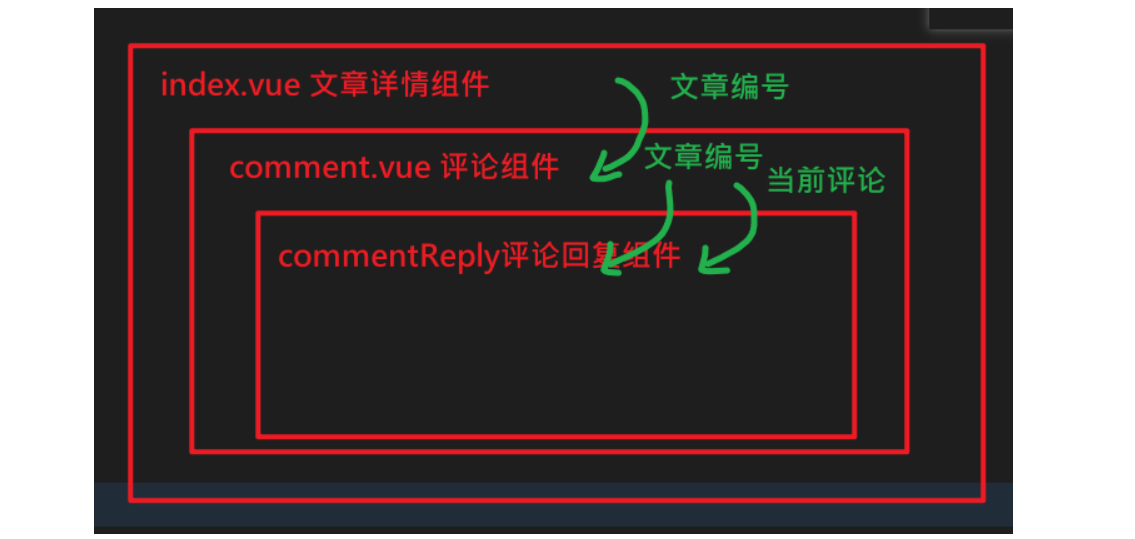 index.vue 文章详情组件
文章编号
comment.vue 评论组件
文章编号
当前评论
commentReply评论回复组件